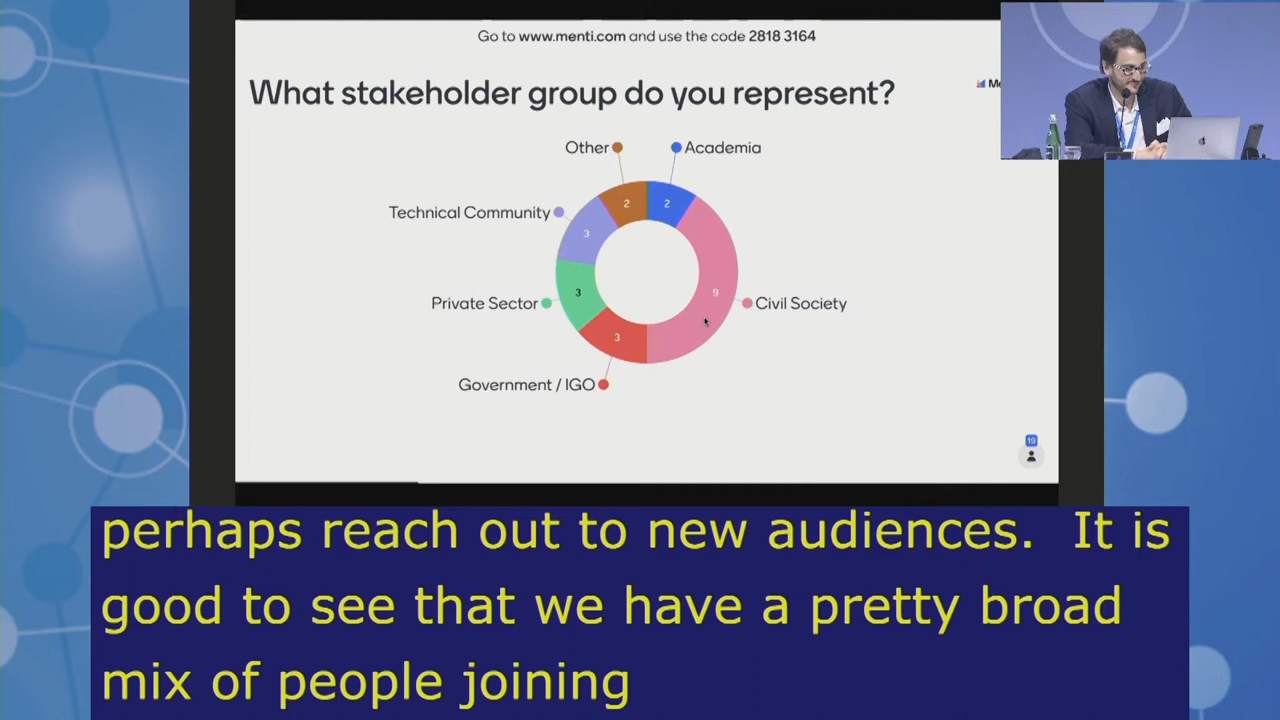 Go to www.menti.com and use the code 2818 3164
What stakeholder group do you represent?
Other
Academia
2
2
Technical Community
3
Private Sector
3
9
Civil Society
3
Government / IGO
19
perhaps reach out to new audiences.  It is
good to see that we have a pretty broad
mix of people joining